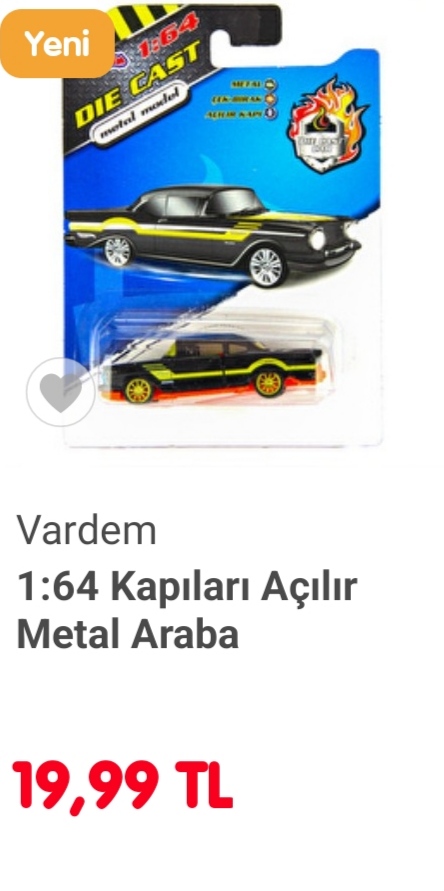 Yeni
1:64
DIE CAST
metal model
METAL
ÇEK BIRAK
AÇILIR KAPI
DIE CAST
CAR
Vardem
1:64 Kapıları Açılır
Metal Araba
19,99 TL